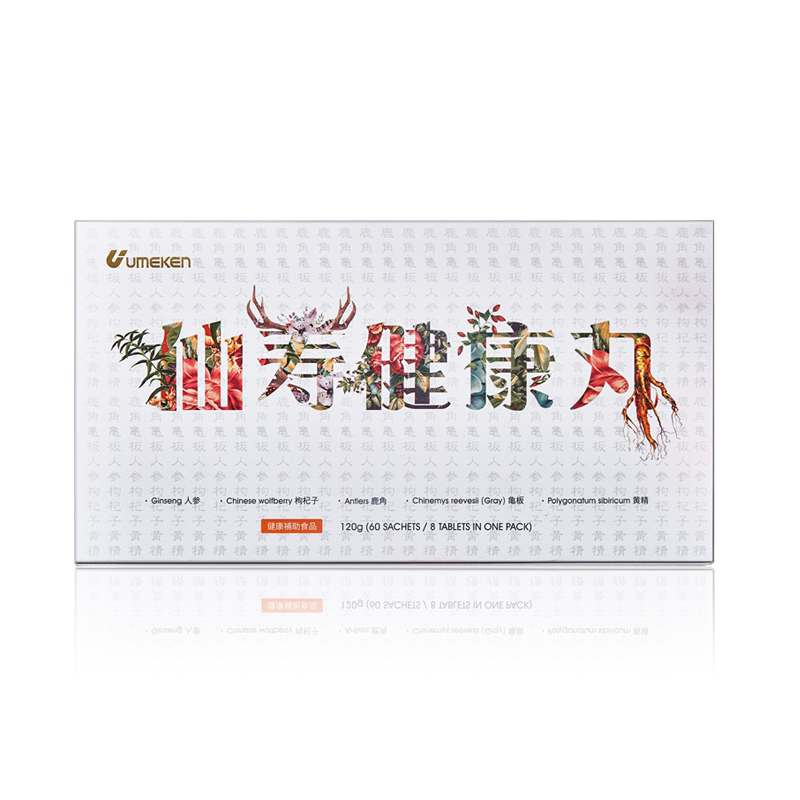 UMEKEN
仙寿健康丸
· Ginseng 人参 · Chinese wolfberry 枸杞子 · Antlers 鹿角 · Chinemys reevesii (Gray) 亀板 · Polygonatum sibiricum 黄精
健康補助食品 120g (60 SACHETS / 8 TABLETS IN ONE PACK)